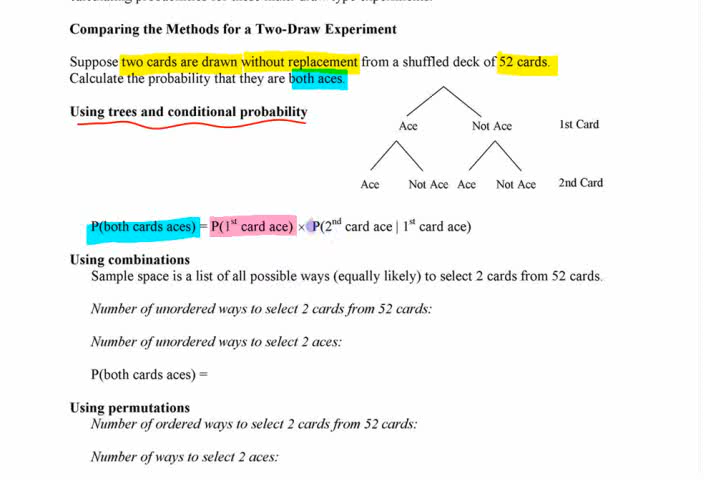 Comparing the Methods for a Two-Draw Experiment
Suppose two cards are drawn without replacement from a shuffled deck of 52 cards.
Calculate the probability that they are both aces.
Using trees and conditional probability
Ace Not Ace 1st Card
Ace Not Ace Ace Not Ace 2nd Card
P(both cards aces) = P(1st card ace) × P(2nd card ace | 1st card ace)
Using combinations
Sample space is a list of all possible ways (equally likely) to select 2 cards from 52 cards.
Number of unordered ways to select 2 cards from 52 cards:
Number of unordered ways to select 2 aces:
P(both cards aces) =
Using permutations
Number of ordered ways to select 2 cards from 52 cards:
Number of ways to select 2 aces: